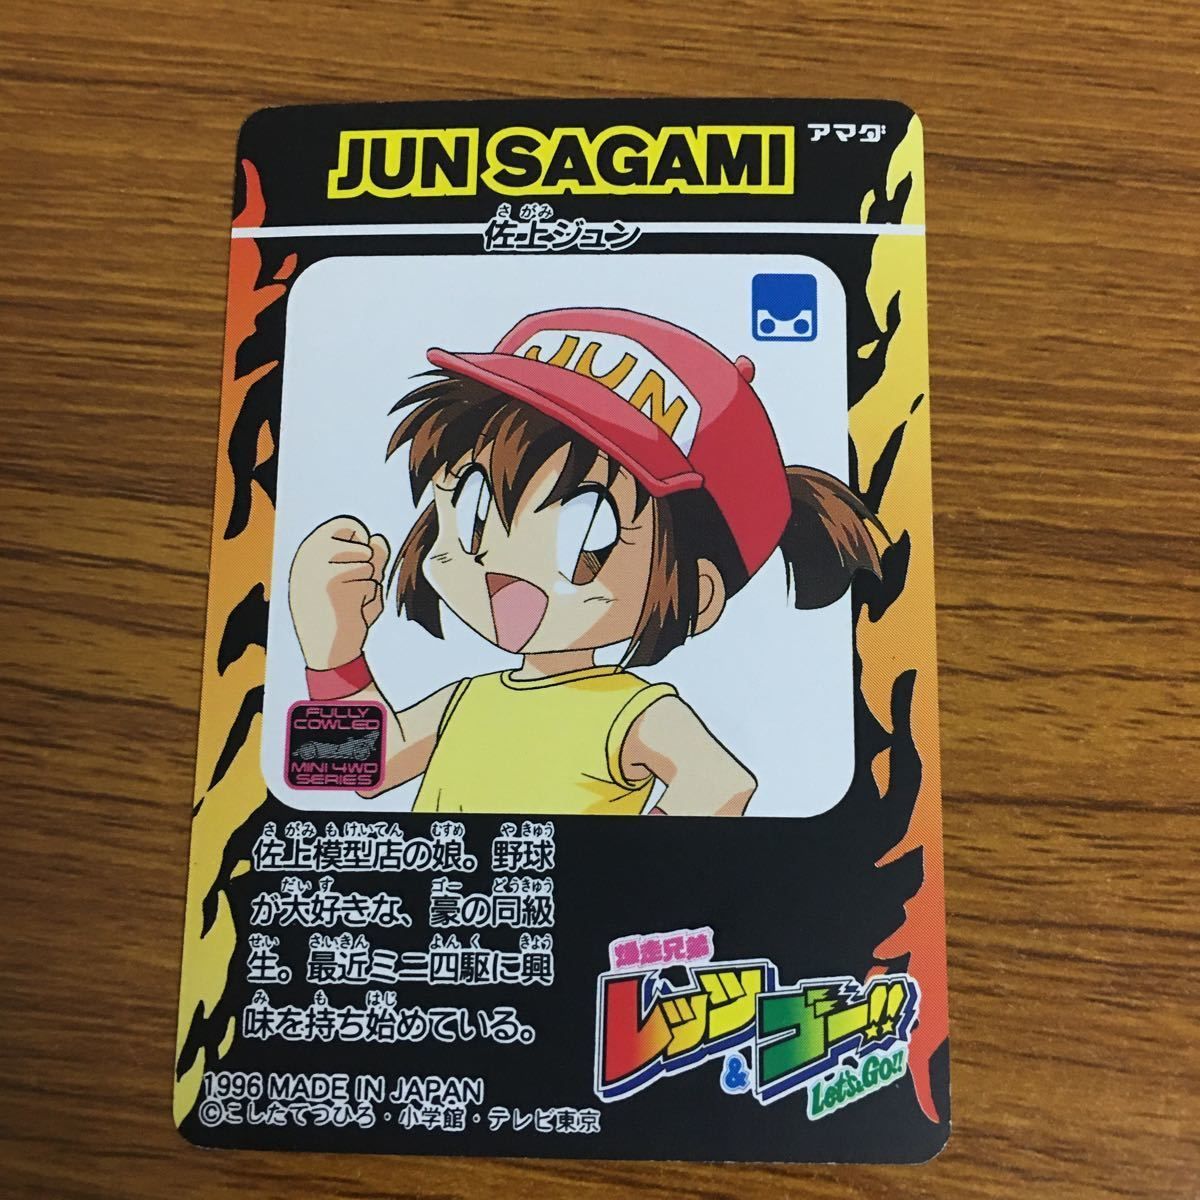 JUN SAGAMI
アマダ
さがみ
佐上ジュン
JUN
FULLY
COWLED
MINI 4WD
SERIES
さがみもけいてん むすめ やきゅう
佐上模型店の娘。野球
だいす ゴー どうきゅう
が大好きな、豪の同級
せい さいきん よんく きょう
生。最近ミニ四駆に興
み も はじ
味を持ち始めている。
爆走兄弟
レッツ
&
ゴー!!
Let's&Go!!
1996 MADE IN JAPAN
©こしたてつひろ・小学館・テレビ東京